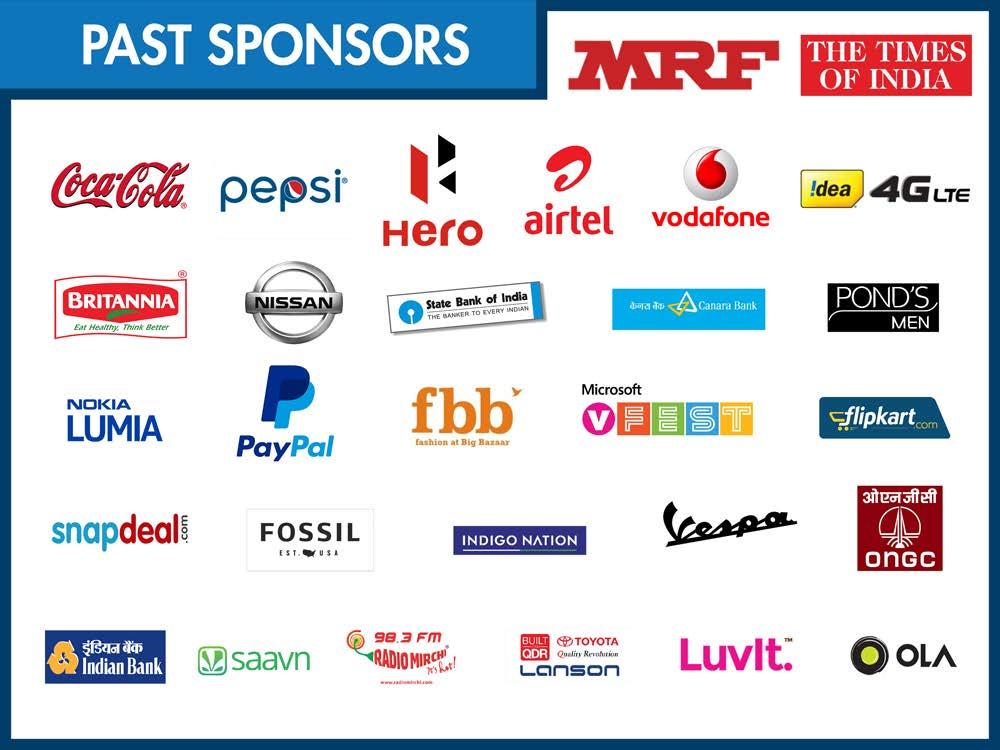 PAST SPONSORS
MRF
THE TIMES
OF INDIA
Coca-Cola®
pepsi®
Hero
airtel
vodafone
!dea 4G LTE
BRITANNIA®
Eat Healthy, Think Better
NISSAN
State Bank of India
THE BANKER TO EVERY INDIAN
केनरा बैंक Canara Bank
POND'S
MEN
NOKIA
LUMIA
PayPal
fbb
fashion at Big Bazaar
Microsoft
VFEST
flipkart.com
snapdeal.com
FOSSIL
EST. USA
INDIGO NATION
Vespa
ओएनजीसी
ONGC
इंडियन बैंक
Indian Bank
saavn
98.3 FM
RADIO MIRCHI
it's hot!
www.radiomirchi.com
BUILT
QDR
TOYOTA
Quality Revolution
LANSON
LuvIt.™
OLA